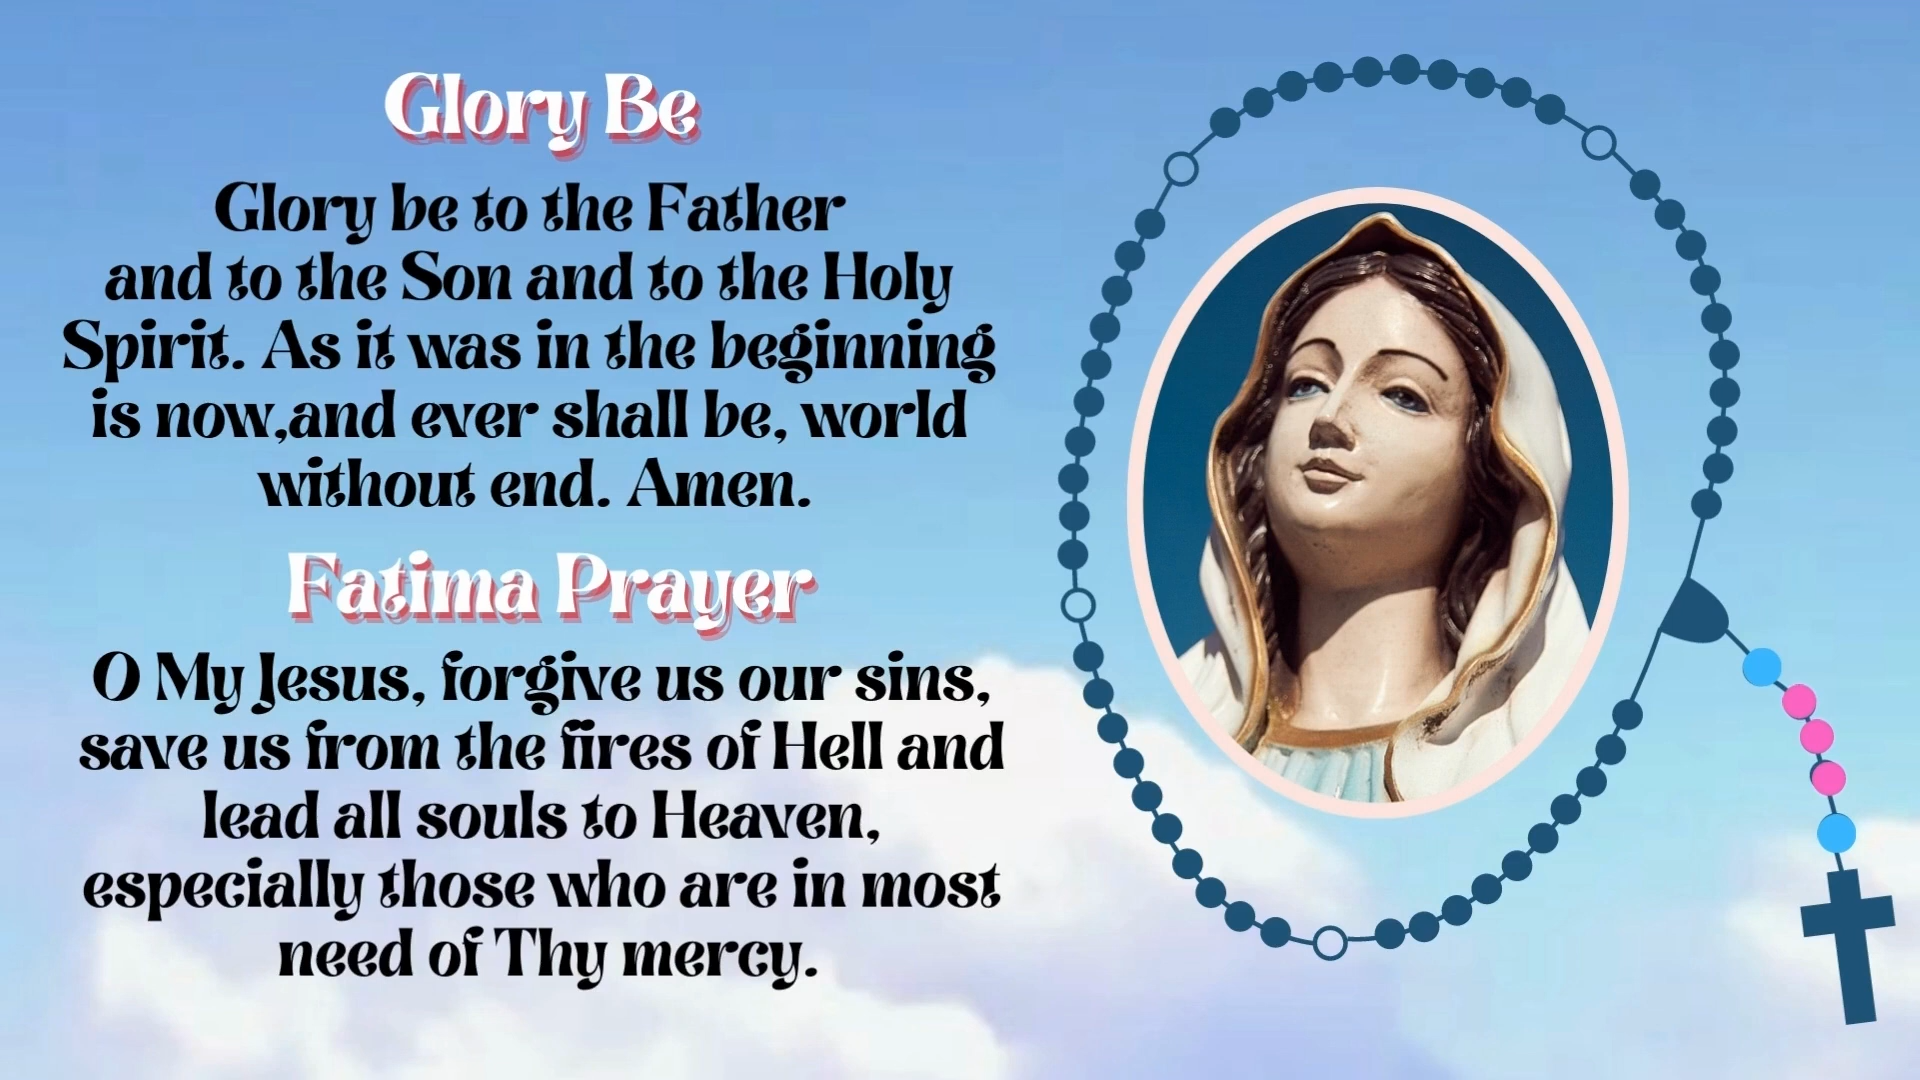 Glory Be
Glory be to the Father
and to the Son and to the Holy
Spirit. As it was in the beginning
is now,and ever shall be, world
without end. Amen.
Fatima Prayer
O My Jesus, forgive us our sins,
save us from the fires of Hell and
lead all souls to Heaven,
especially those who are in most
need of Thy mercy.